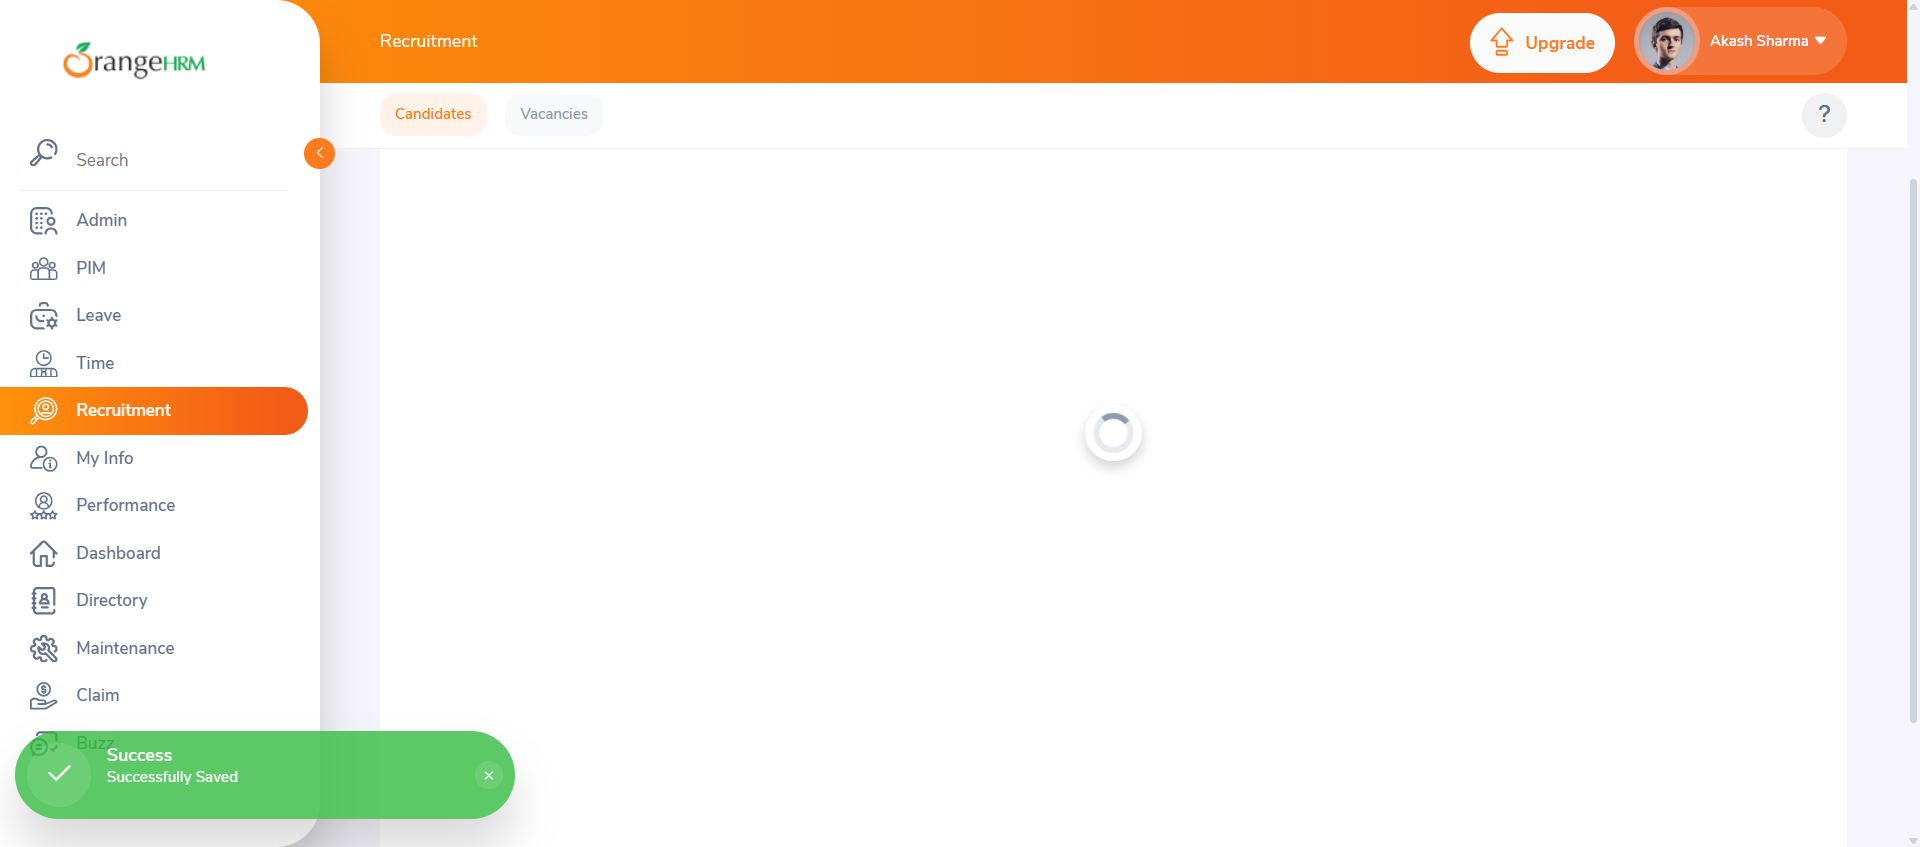 OrangeHRM
Recruitment
Upgrade
Akash Sharma
Candidates
Vacancies
?
Search
Admin
PIM
Leave
Time
Recruitment
My Info
Performance
Dashboard
Directory
Maintenance
Claim
Buzz
Success
Successfully Saved